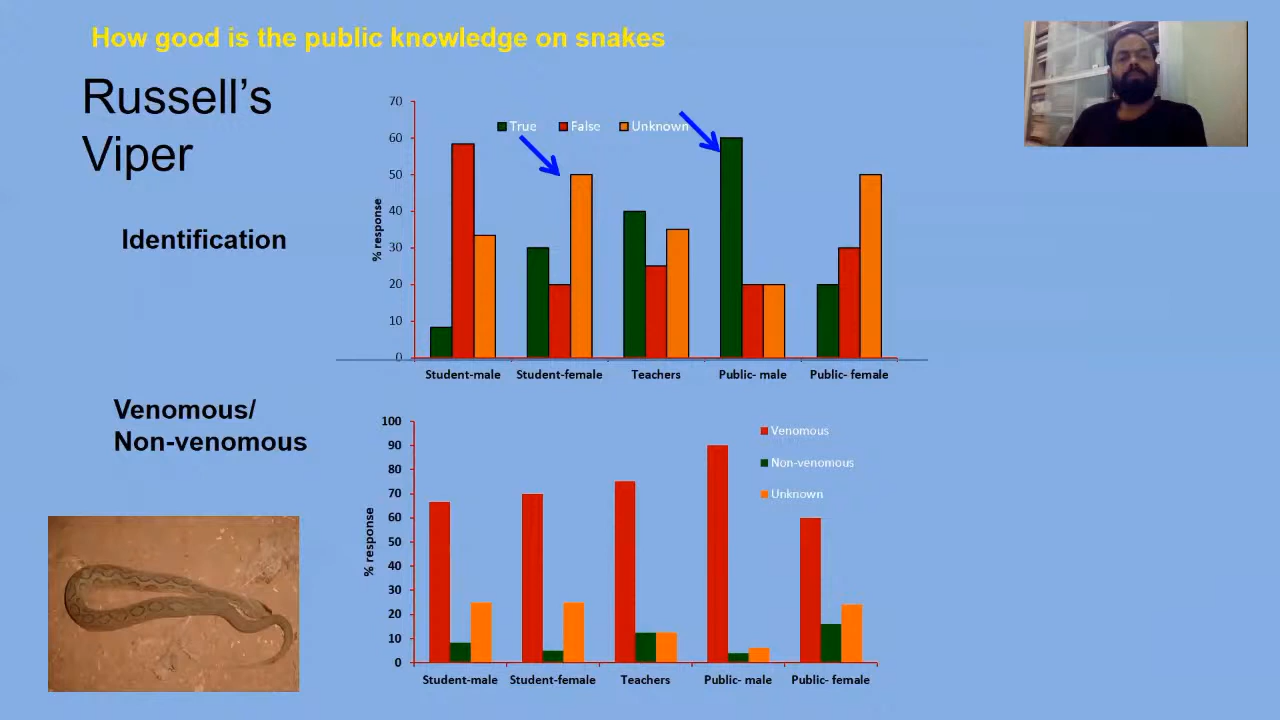 How good is the public knowledge on snakes
Russell's
Viper
Identification
70
60
50
40
30
20
10
0
% response
True False Unknown
Student-male Student-female Teachers Public- male Public- female
Venomous/
Non-venomous
100
90
80
70
60
50
40
30
20
10
0
% response
Venomous
Non-venomous
Unknown
Student-male Student-female Teachers Public- male Public- female